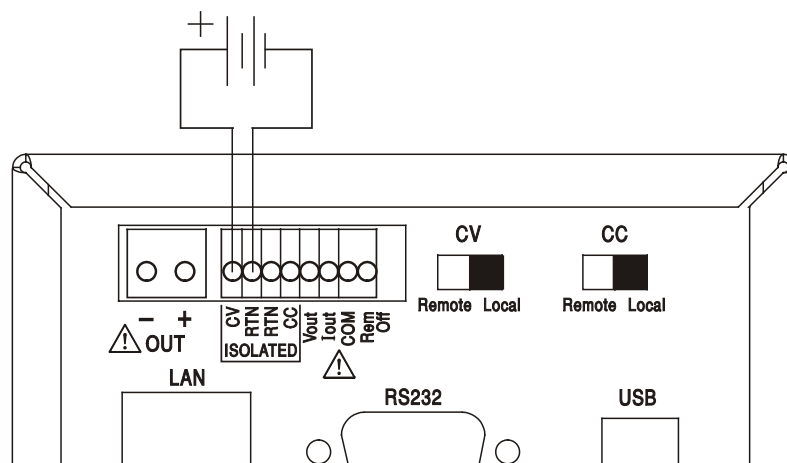 +
CV
CC
Remote Local
Remote Local
− +
⚠ OUT
CV
RTN
RTN
CC
Vout
Iout
COM
Rem
Off
ISOLATED
⚠
LAN
RS232
USB